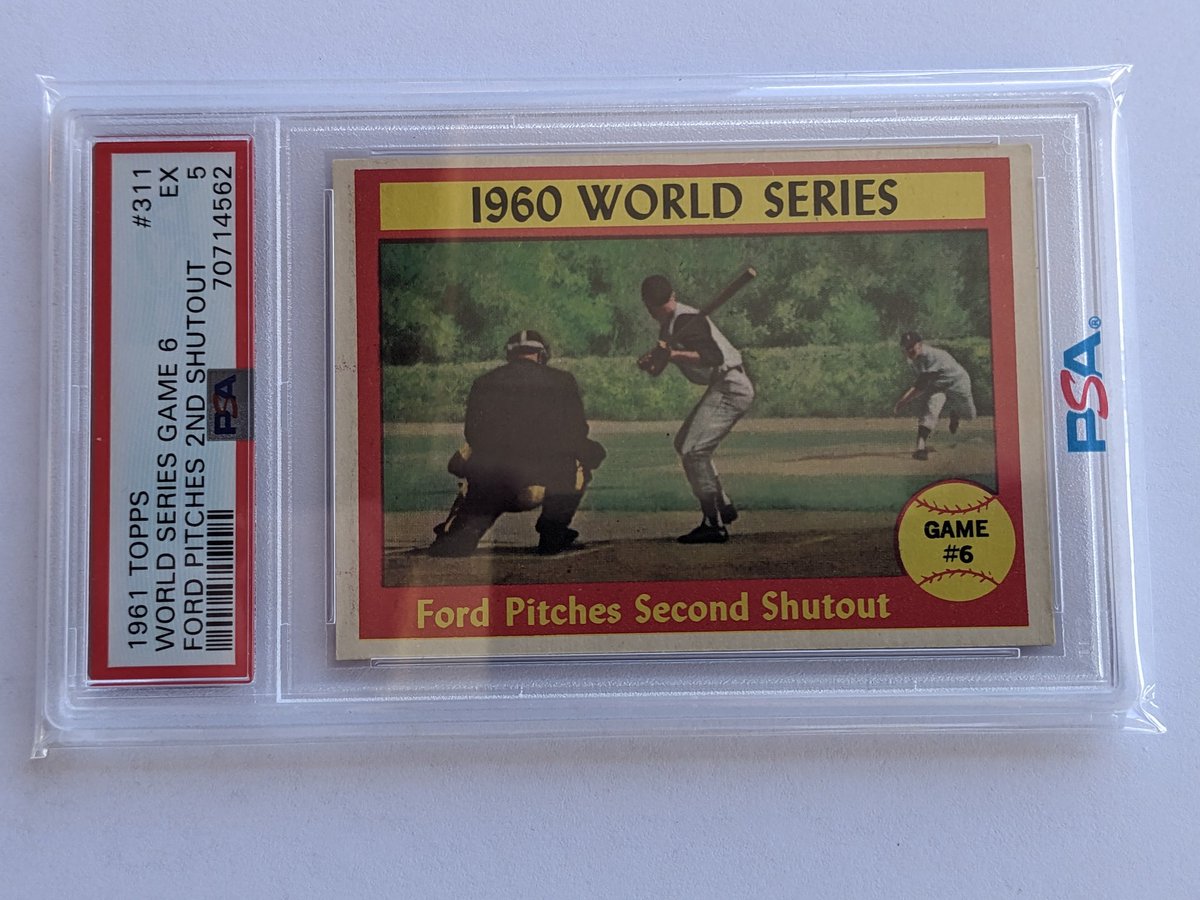 1961 TOPPS #311
WORLD SERIES GAME 6 EX
FORD PITCHES 2ND SHUTOUT 5
70714562
PSA
1960 WORLD SERIES
GAME
#6
Ford Pitches Second Shutout
PSA®